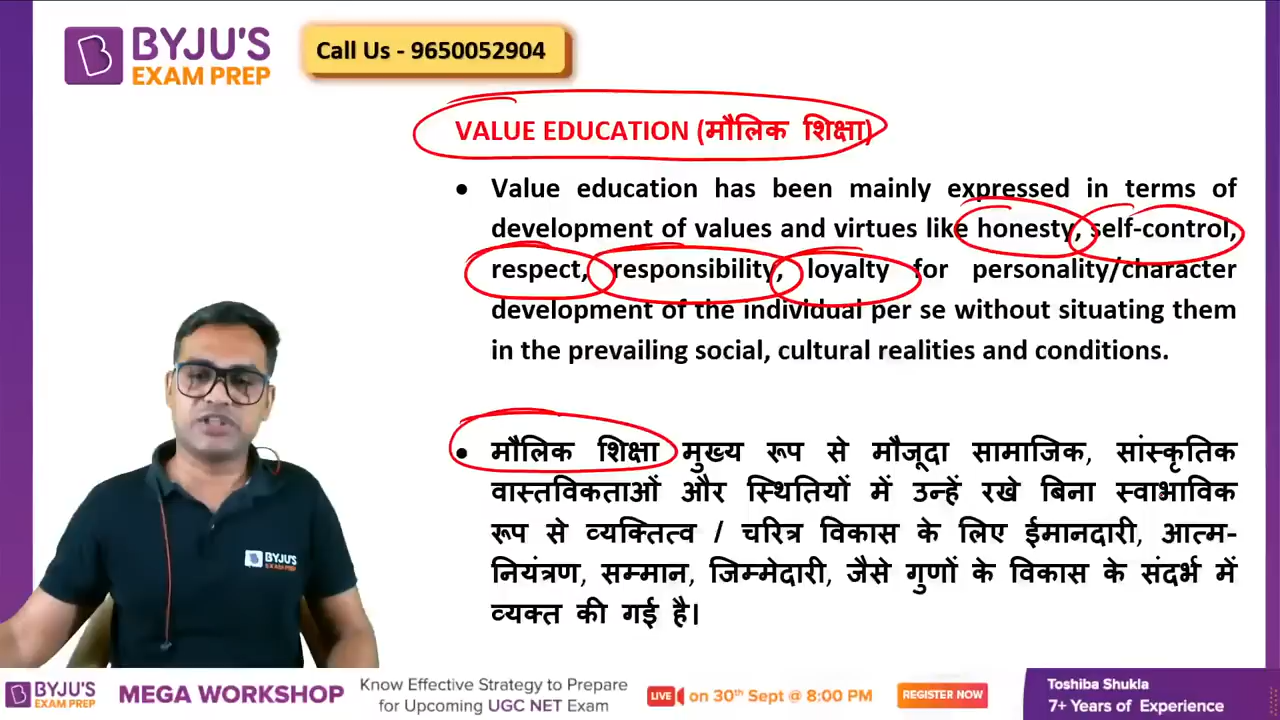 BYJU'S
EXAM PREP
Call Us - 9650052904
VALUE EDUCATION (मौलिक शिक्षा)
• Value education has been mainly expressed in terms of
development of values and virtues like honesty, self-control,
respect, responsibility, loyalty for personality/character
development of the individual per se without situating them
in the prevailing social, cultural realities and conditions.
• मौलिक शिक्षा मुख्य रूप से मौजूदा सामाजिक, सांस्कृतिक
वास्तविकताओं और स्थितियों में उन्हें रखे बिना स्वाभाविक
रूप से व्यक्तित्व / चरित्र विकास के लिए ईमानदारी, आत्म-
नियंत्रण, सम्मान, जिम्मेदारी, जैसे गुणों के विकास के संदर्भ में
व्यक्त की गई है।
BYJU'S
EXAM PREP
BYJU'S
EXAM PREP
MEGA WORKSHOP
Know Effective Strategy to Prepare
for Upcoming UGC NET Exam
LIVE on 30th Sept @ 8:00 PM
REGISTER NOW
Toshiba Shukla
7+ Years of Experience